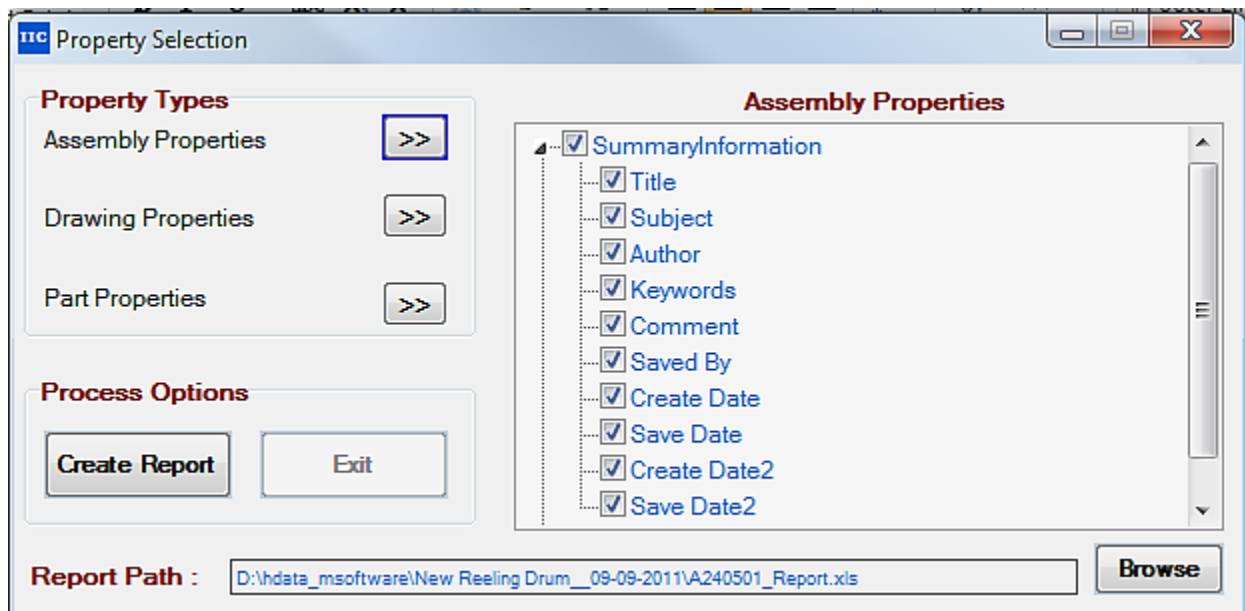 IIC Property Selection
Property Types
Assembly Properties >>
Drawing Properties >>
Part Properties >>
Process Options
Create Report Exit
Assembly Properties
SummaryInformation
Title
Subject
Author
Keywords
Comment
Saved By
Create Date
Save Date
Create Date2
Save Date2
Report Path : D:\hdata_msoftware\New Reeling Drum__09-09-2011\A240501_Report.xls Browse